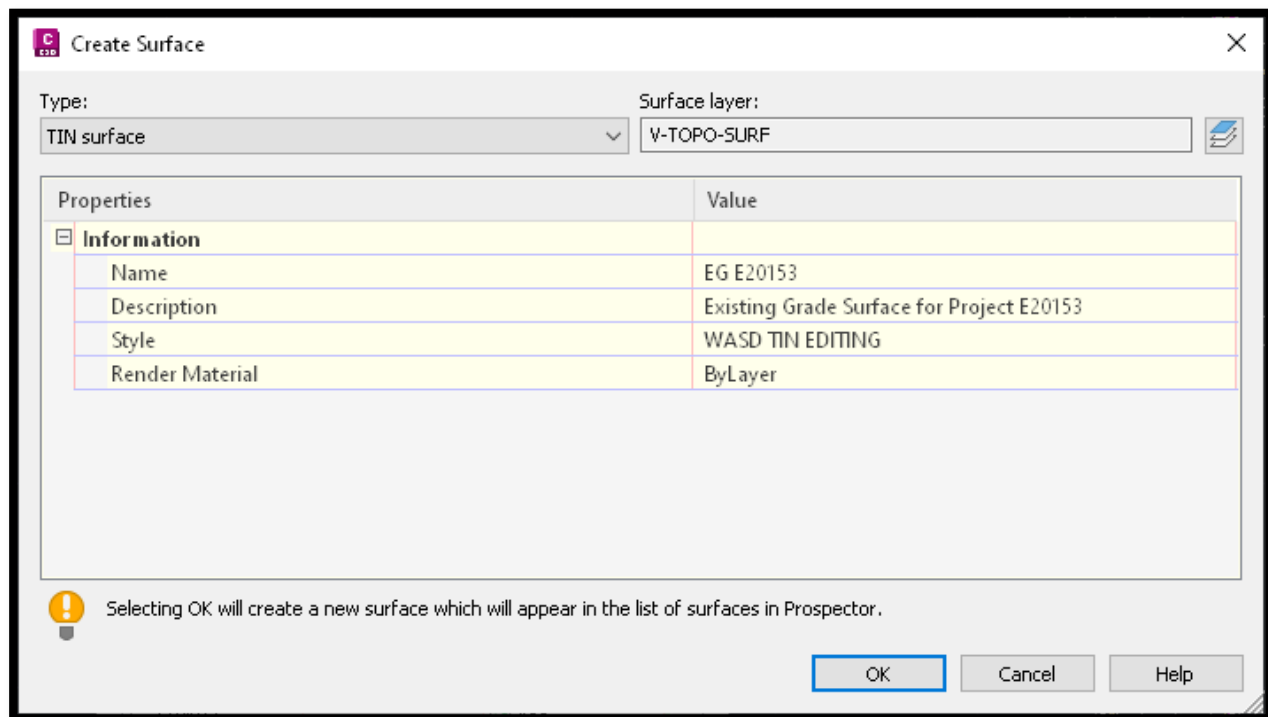 C
C3D
Create Surface
Type:
Surface layer:
TIN surface
V-TOPO-SURF
Properties
Value
Information
Name
EG E20153
Description
Existing Grade Surface for Project E20153
Style
WASD TIN EDITING
Render Material
ByLayer
Selecting OK will create a new surface which will appear in the list of surfaces in Prospector.
OK
Cancel
Help